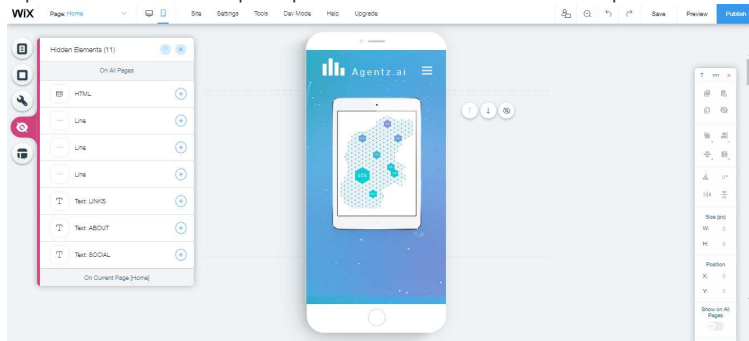 WiX Page: Home Site Settings Tools Dev Mode Help Upgrade Save Preview Publish
Hidden Elements (11)
?
On All Pages
HTML
Line
Line
Line
T Text: LINKS
T Text: ABOUT
T Text: SOCIAL
On Current Page (Home)
Agentz.ai
Size (px)
W:
H:
Position
X:
Y:
Show on All
Pages